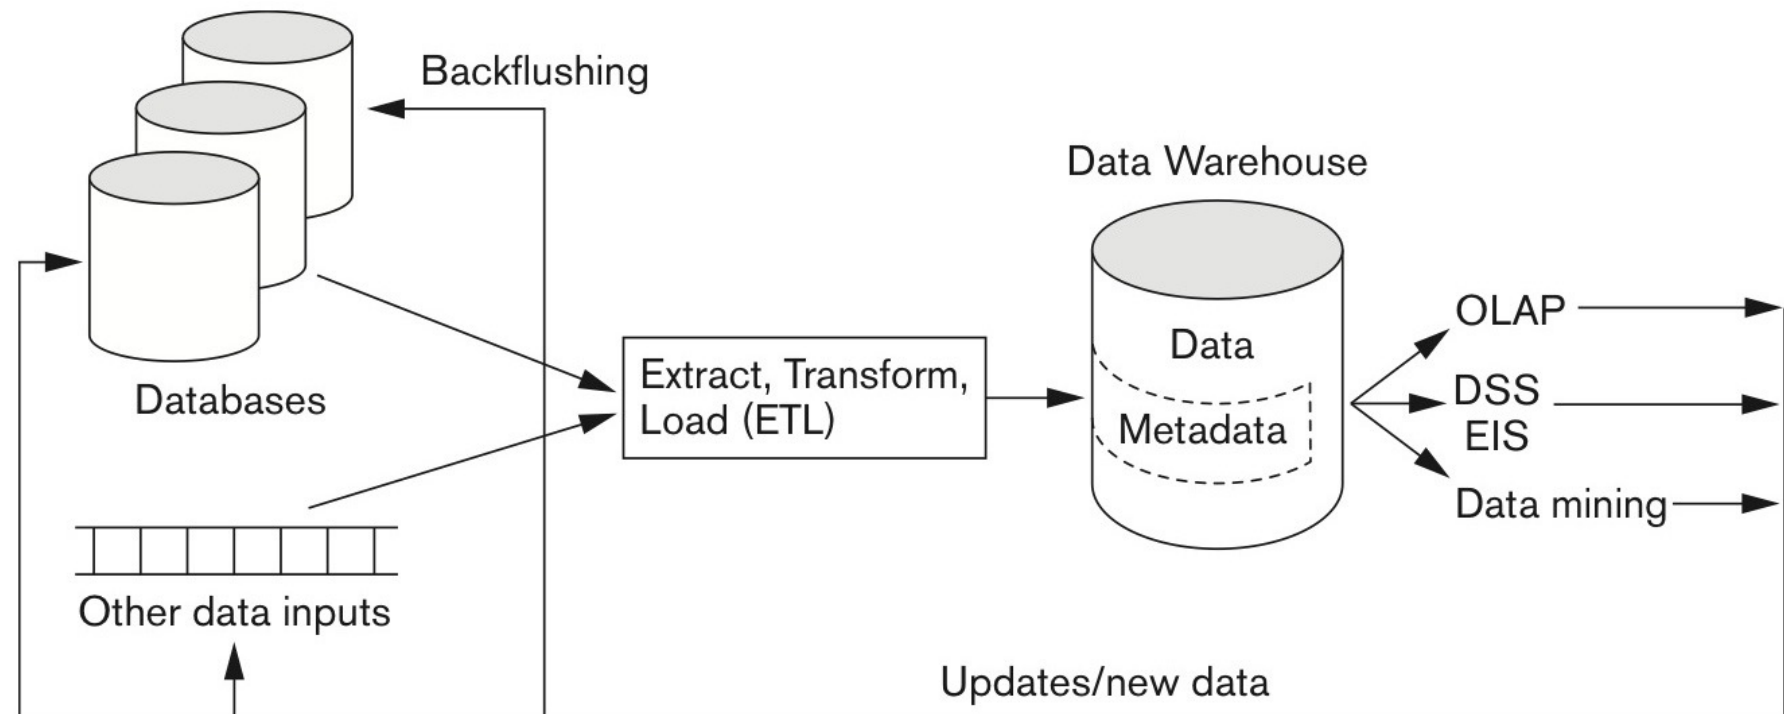 Backflushing
Data Warehouse
Databases
Extract, Transform,
Load (ETL)
Data
Metadata
OLAP
DSS
EIS
Data mining
Other data inputs
Updates/new data